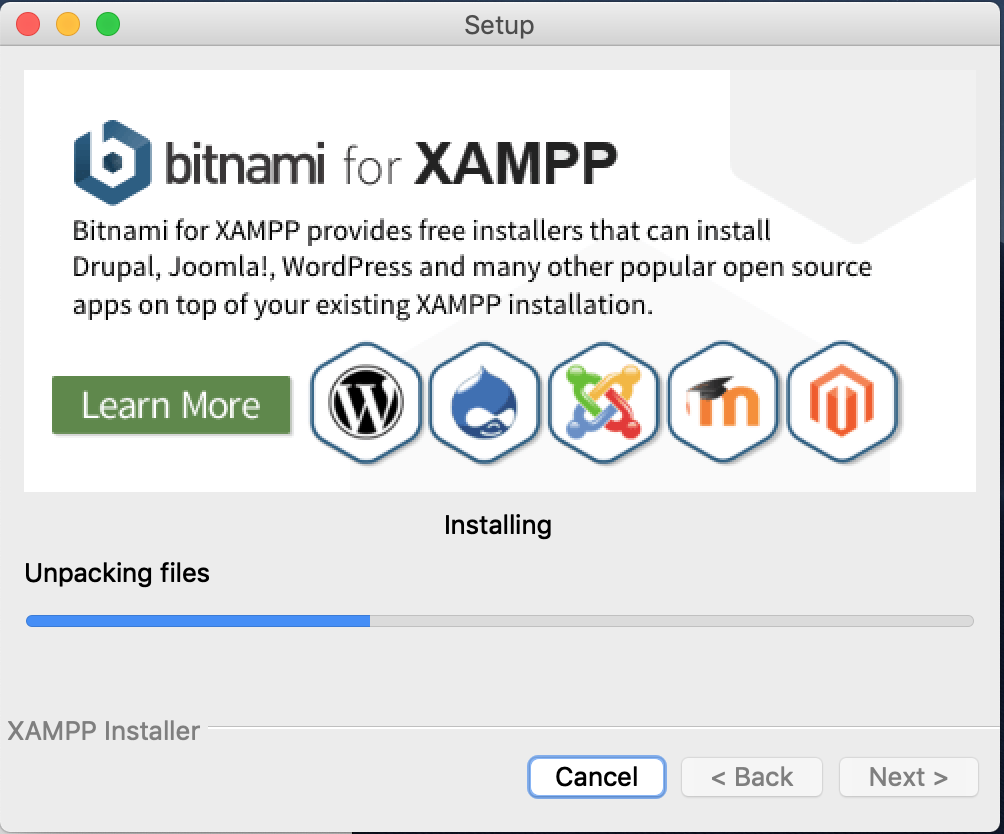 Setup
bitnami for XAMPP
Bitnami for XAMPP provides free installers that can install
Drupal, Joomla!, WordPress and many other popular open source
apps on top of your existing XAMPP installation.
Learn More
Installing
Unpacking files
XAMPP Installer
Cancel
< Back
Next >